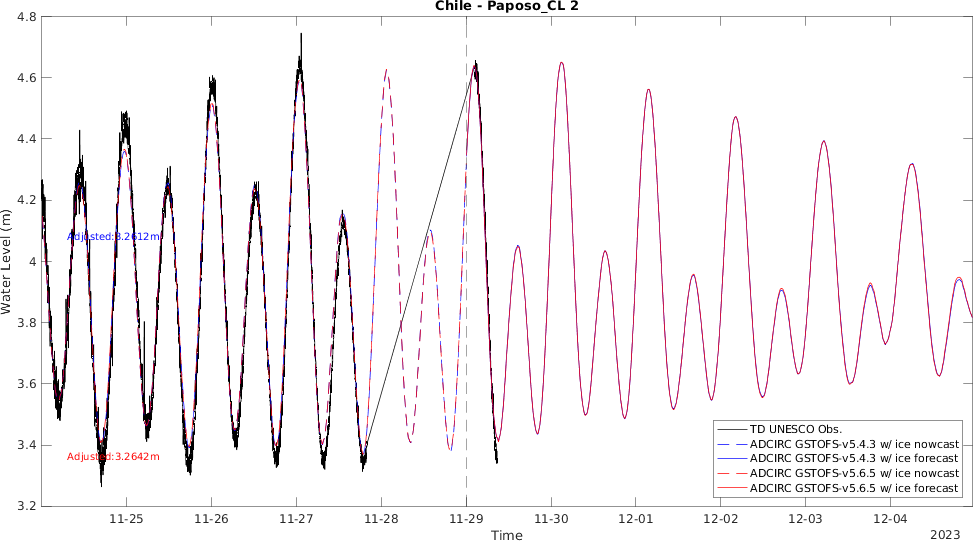 Chile - Paposo_CL 2
4.8
4.6
4.4
4.2
4
3.8
3.6
3.4
3.2
Water Level (m)
Adjusted:3.2612m
Adjusted:3.2642m
TD UNESCO Obs.
ADCIRC GSTOFS-v5.4.3 w/ ice nowcast
ADCIRC GSTOFS-v5.4.3 w/ ice forecast
ADCIRC GSTOFS-v5.6.5 w/ ice nowcast
ADCIRC GSTOFS-v5.6.5 w/ ice forecast
11-25 11-26 11-27 11-28 11-29 11-30 12-01 12-02 12-03 12-04
Time
2023